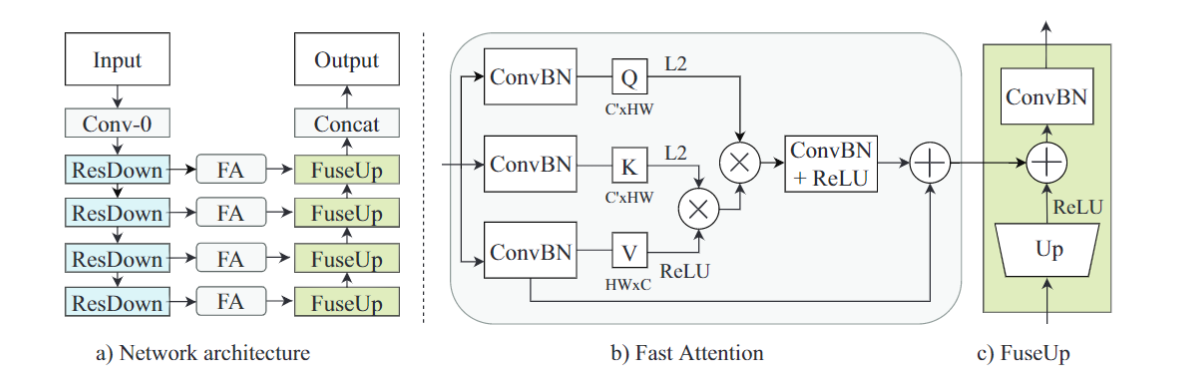 Input
Output
Conv-0
Concat
ResDown
FA
FuseUp
ResDown
FA
FuseUp
ResDown
FA
FuseUp
ResDown
FA
FuseUp
a) Network architecture
ConvBN
Q
L2
C'xHW
ConvBN
K
L2
C'xHW
ConvBN
V
ReLU
HWxC
ConvBN
+ ReLU
b) Fast Attention
ConvBN
ReLU
Up
c) FuseUp